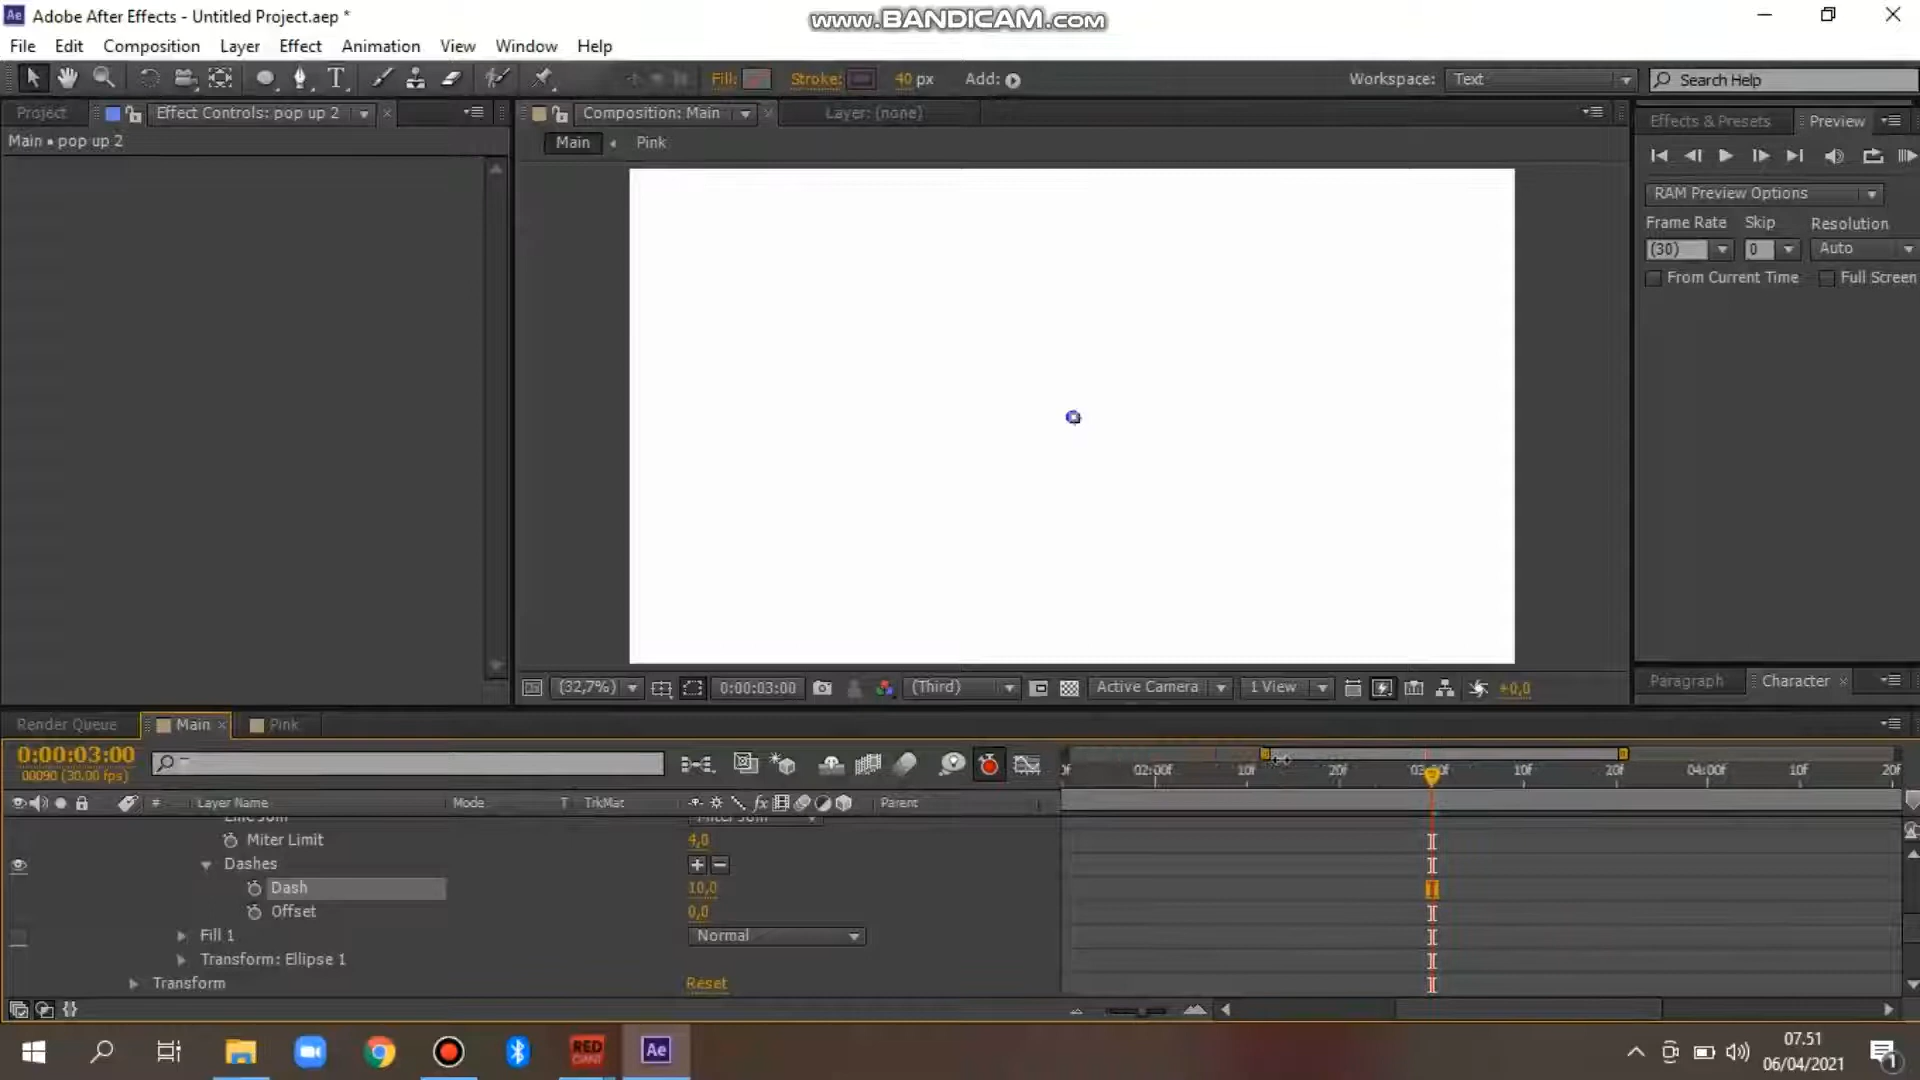 Adobe After Effects - Untitled Project.aep *
www.BANDICAM.com
File Edit Composition Layer Effect Animation View Window Help
Fill: Stroke: 40 px Add:
Workspace: Text
Search Help
Project
Effect Controls: pop up 2
Composition: Main
Layer: (none)
Effects & Presets
Preview
Main • pop up 2
Main
Pink
RAM Preview Options
Frame Rate Skip Resolution
(30) 0 Auto
From Current Time Full Screen
(32,7%) 0:00:03:00 (Third) Active Camera 1 View +0,0
Paragraph
Character
Render Queue
Main
Pink
0:00:03:00
00090 (30.00 fps)
0f 02:00f 10f 20f 10f 20f 04:00f 10f 20f
# Layer Name Mode T TrkMat fx Parent
Line Join Miter Join
Miter Limit 4,0
Dashes + -
Dash 10,0
Offset 0,0
Fill 1 Normal
Transform: Ellipse 1
Transform Reset
RED GIANT
Ae
07.51
06/04/2021
1